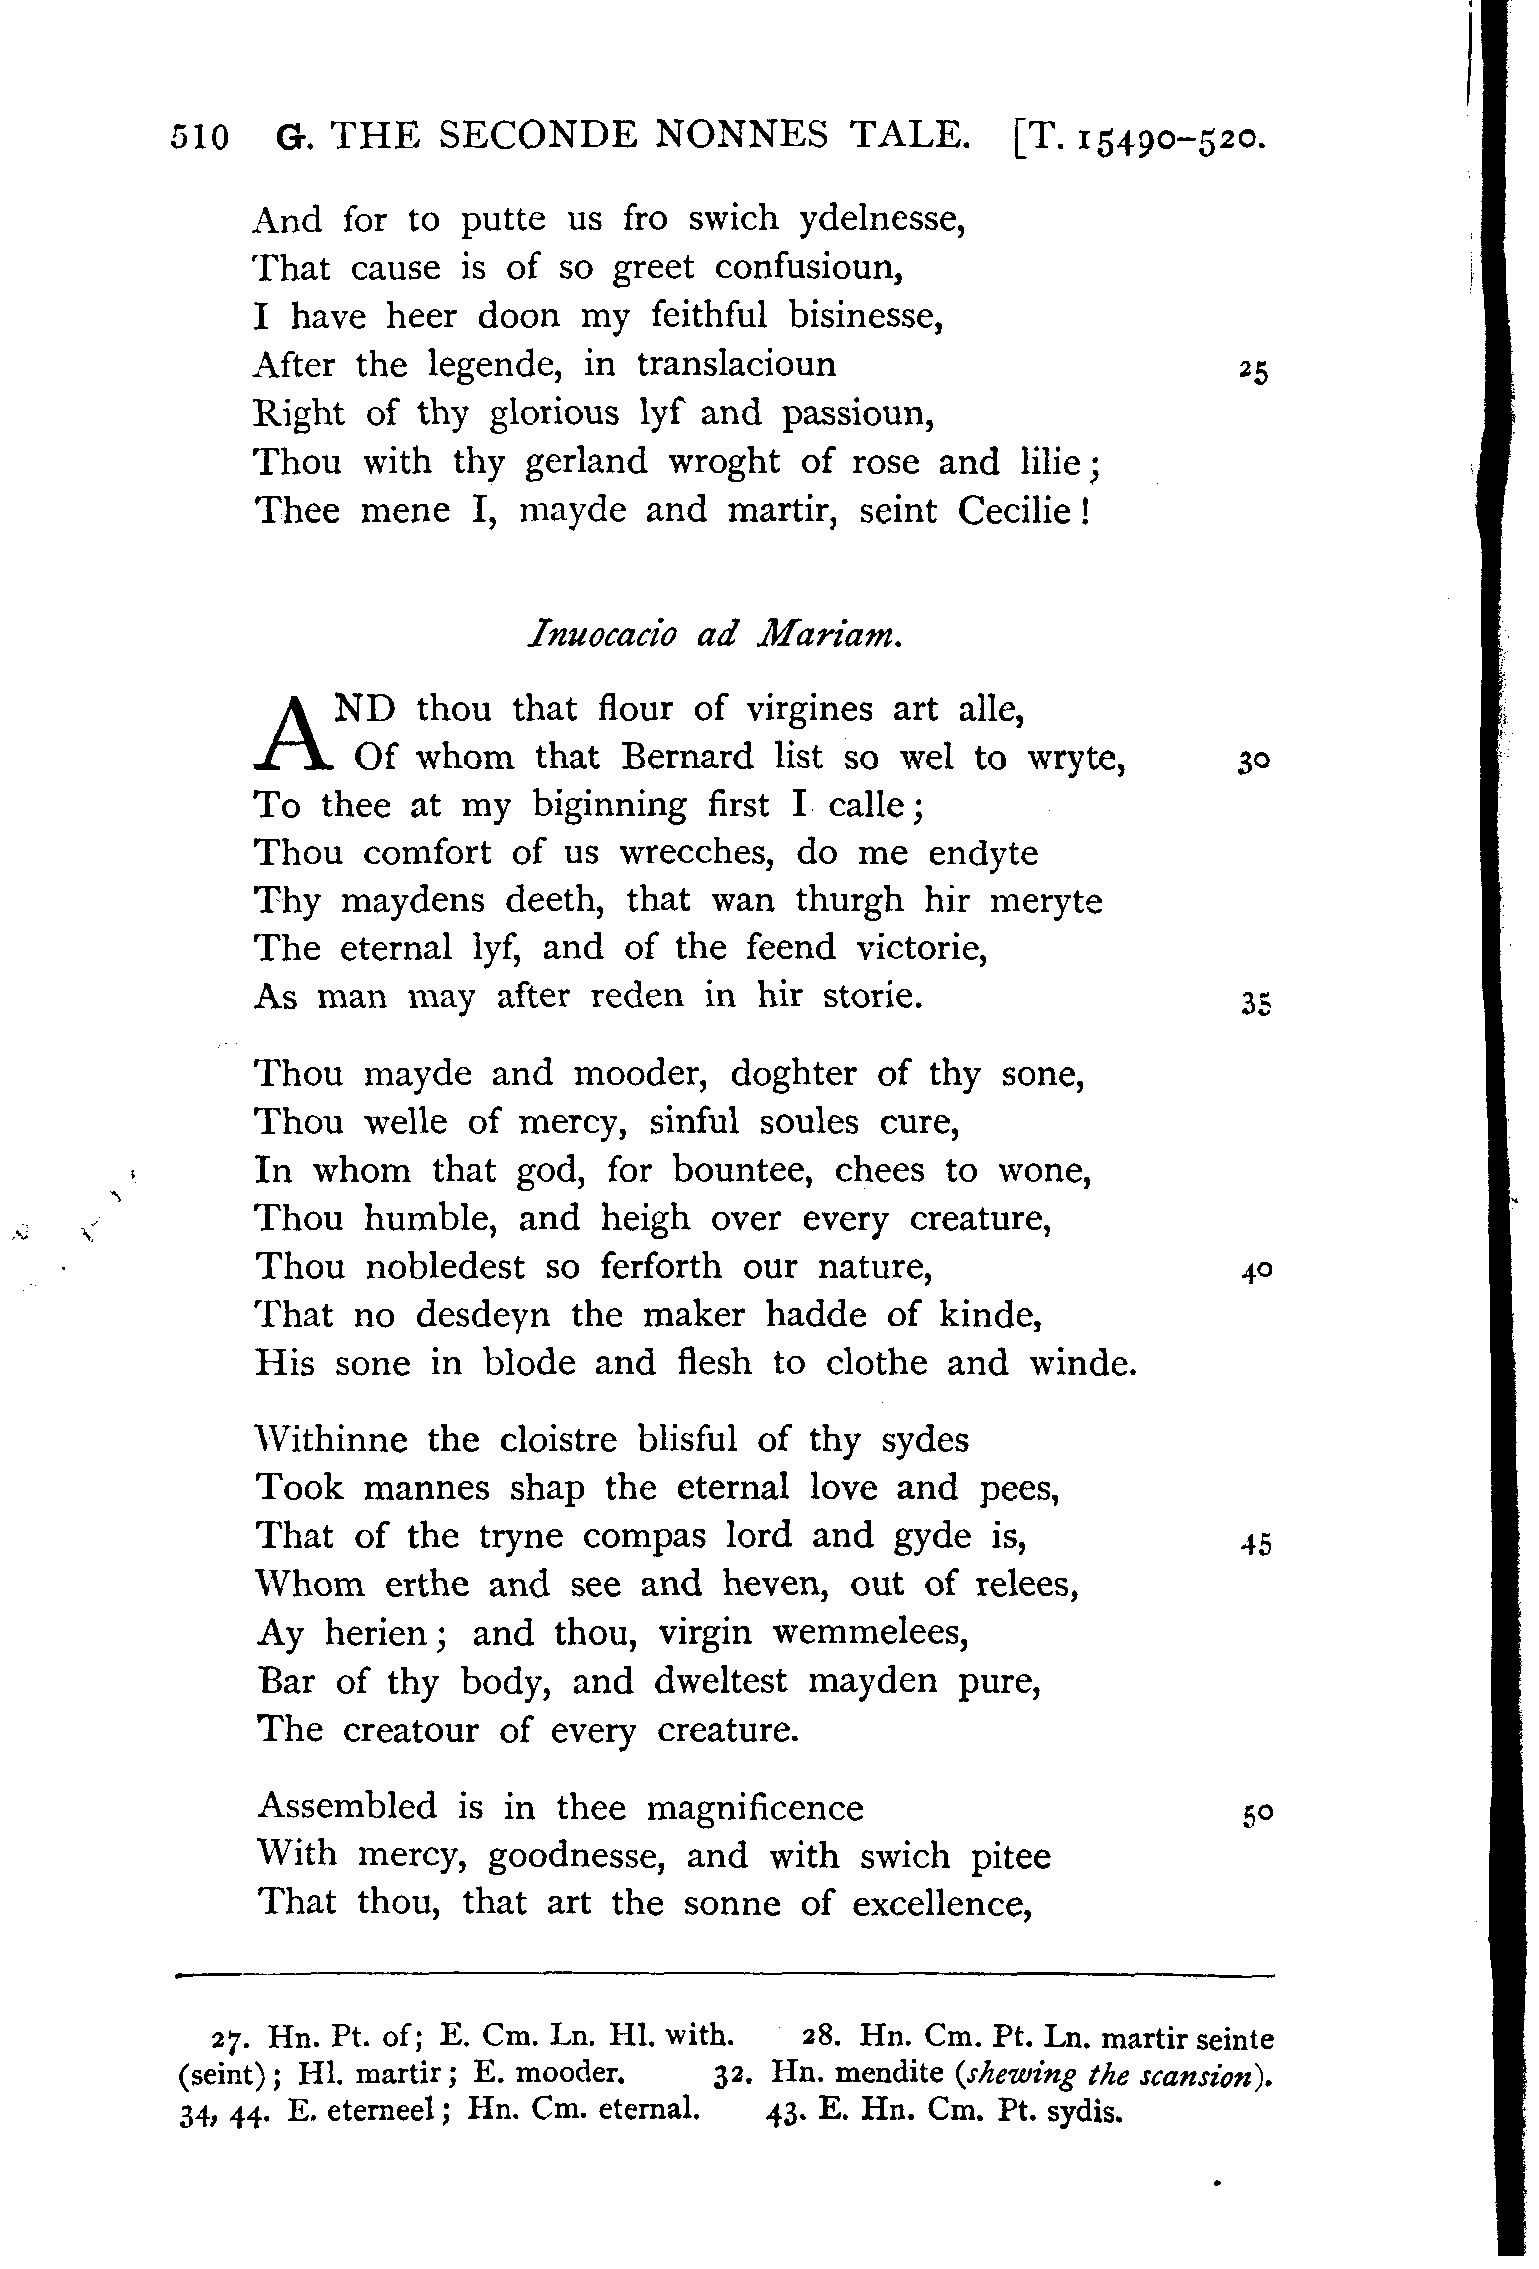 510 G. THE SECONDE NONNES TALE. [T. 15490–520.
And for to putte us fro swich ydelnesse,
That cause is of so greet confusioun,
I have heer doon my feithful bisinesse,
After the legende, in translacioun 25
Right of thy glorious lyf and passioun,
Thou with thy gerland wroght of rose and lilie;
Thee mene I, mayde and martir, seint Cecilie!
Inuocacio ad Mariam.
AND thou that flour of virgines art alle,
Of whom that Bernard list so wel to wryte, 30
To thee at my biginning first I calle;
Thou comfort of us wrecches, do me endyte
Thy maydens deeth, that wan thurgh hir meryte
The eternal lyf, and of the feend victorie,
As man may after reden in hir storie. 35
Thou mayde and mooder, doghter of thy sone,
Thou welle of mercy, sinful soules cure,
In whom that god, for bountee, chees to wone,
Thou humble, and heigh over every creature,
Thou nobledest so ferforth our nature, 40
That no desdeyn the maker hadde of kinde,
His sone in blode and flesh to clothe and winde.
Withinne the cloistre blisful of thy sydes
Took mannes shap the eternal love and pees,
That of the tryne compas lord and gyde is, 45
Whom erthe and see and heven, out of relees,
Ay herien; and thou, virgin wemmelees,
Bar of thy body, and dweltest mayden pure,
The creatour of every creature.
Assembled is in thee magnificence 50
With mercy, goodnesse, and with swich pitee
That thou, that art the sonne of excellence,
27. Hn. Pt. of; E. Cm. Ln. Hl. with. 28. Hn. Cm. Pt. Ln. martir seinte
(seint); Hl. martir; E. mooder. 32. Hn. mendite (shewing the scansion).
34, 44. E. eterneel; Hn. Cm. eternal. 43. E. Hn. Cm. Pt. sydis.